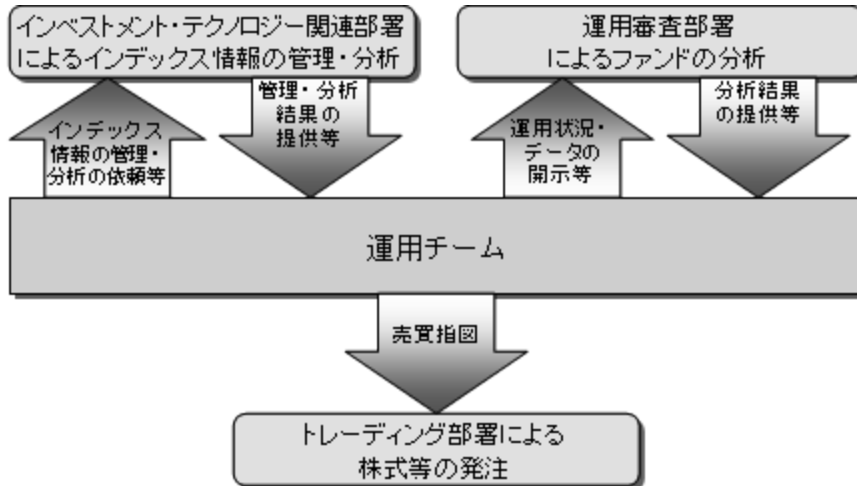 インベストメント・テクノロジー関連部署
によるインデックス情報の管理・分析
運用審査部署
によるファンドの分析
インデックス
情報の管理・
分析の依頼等
管理・分析
結果の
提供等
運用状況・
データの
開示等
分析結果
の提供等
運用チーム
売買指図
トレーディング部署による
株式等の発注